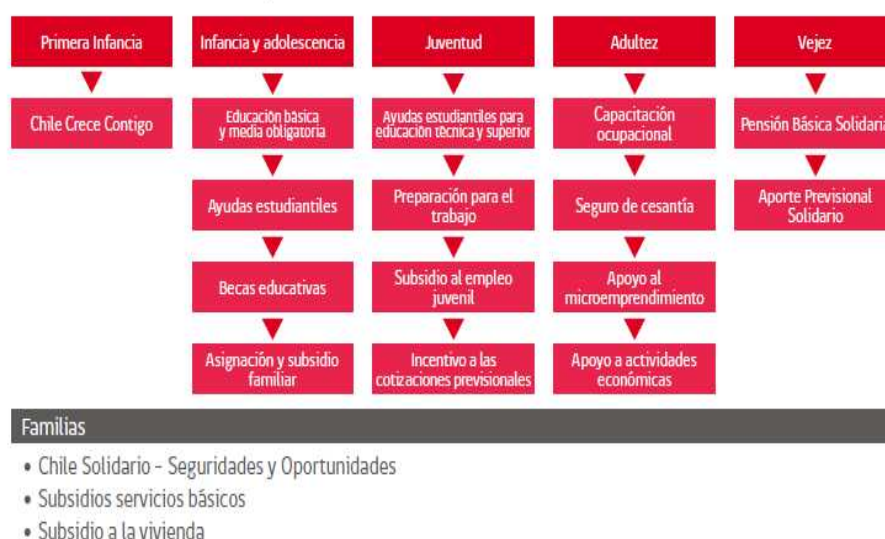 Primera Infancia
Chile Crece Contigo
Infancia y adolescencia
Educación básica
y media obligatoria
Ayudas estudiantiles
Becas educativas
Asignación y subsidio
familiar
Juventud
Ayudas estudiantiles para
educación técnica y superior
Preparación para el
trabajo
Subsidio al empleo
juvenil
Incentivo a las
cotizaciones previsionales
Adultez
Capacitación
ocupacional
Seguro de cesantía
Apoyo al
microemprendimiento
Apoyo a actividades
económicas
Vejez
Pensión Básica Solidaria
Aporte Previsional
Solidario
Familias
• Chile Solidario - Seguridades y Oportunidades
• Subsidios servicios básicos
• Subsidio a la vivienda